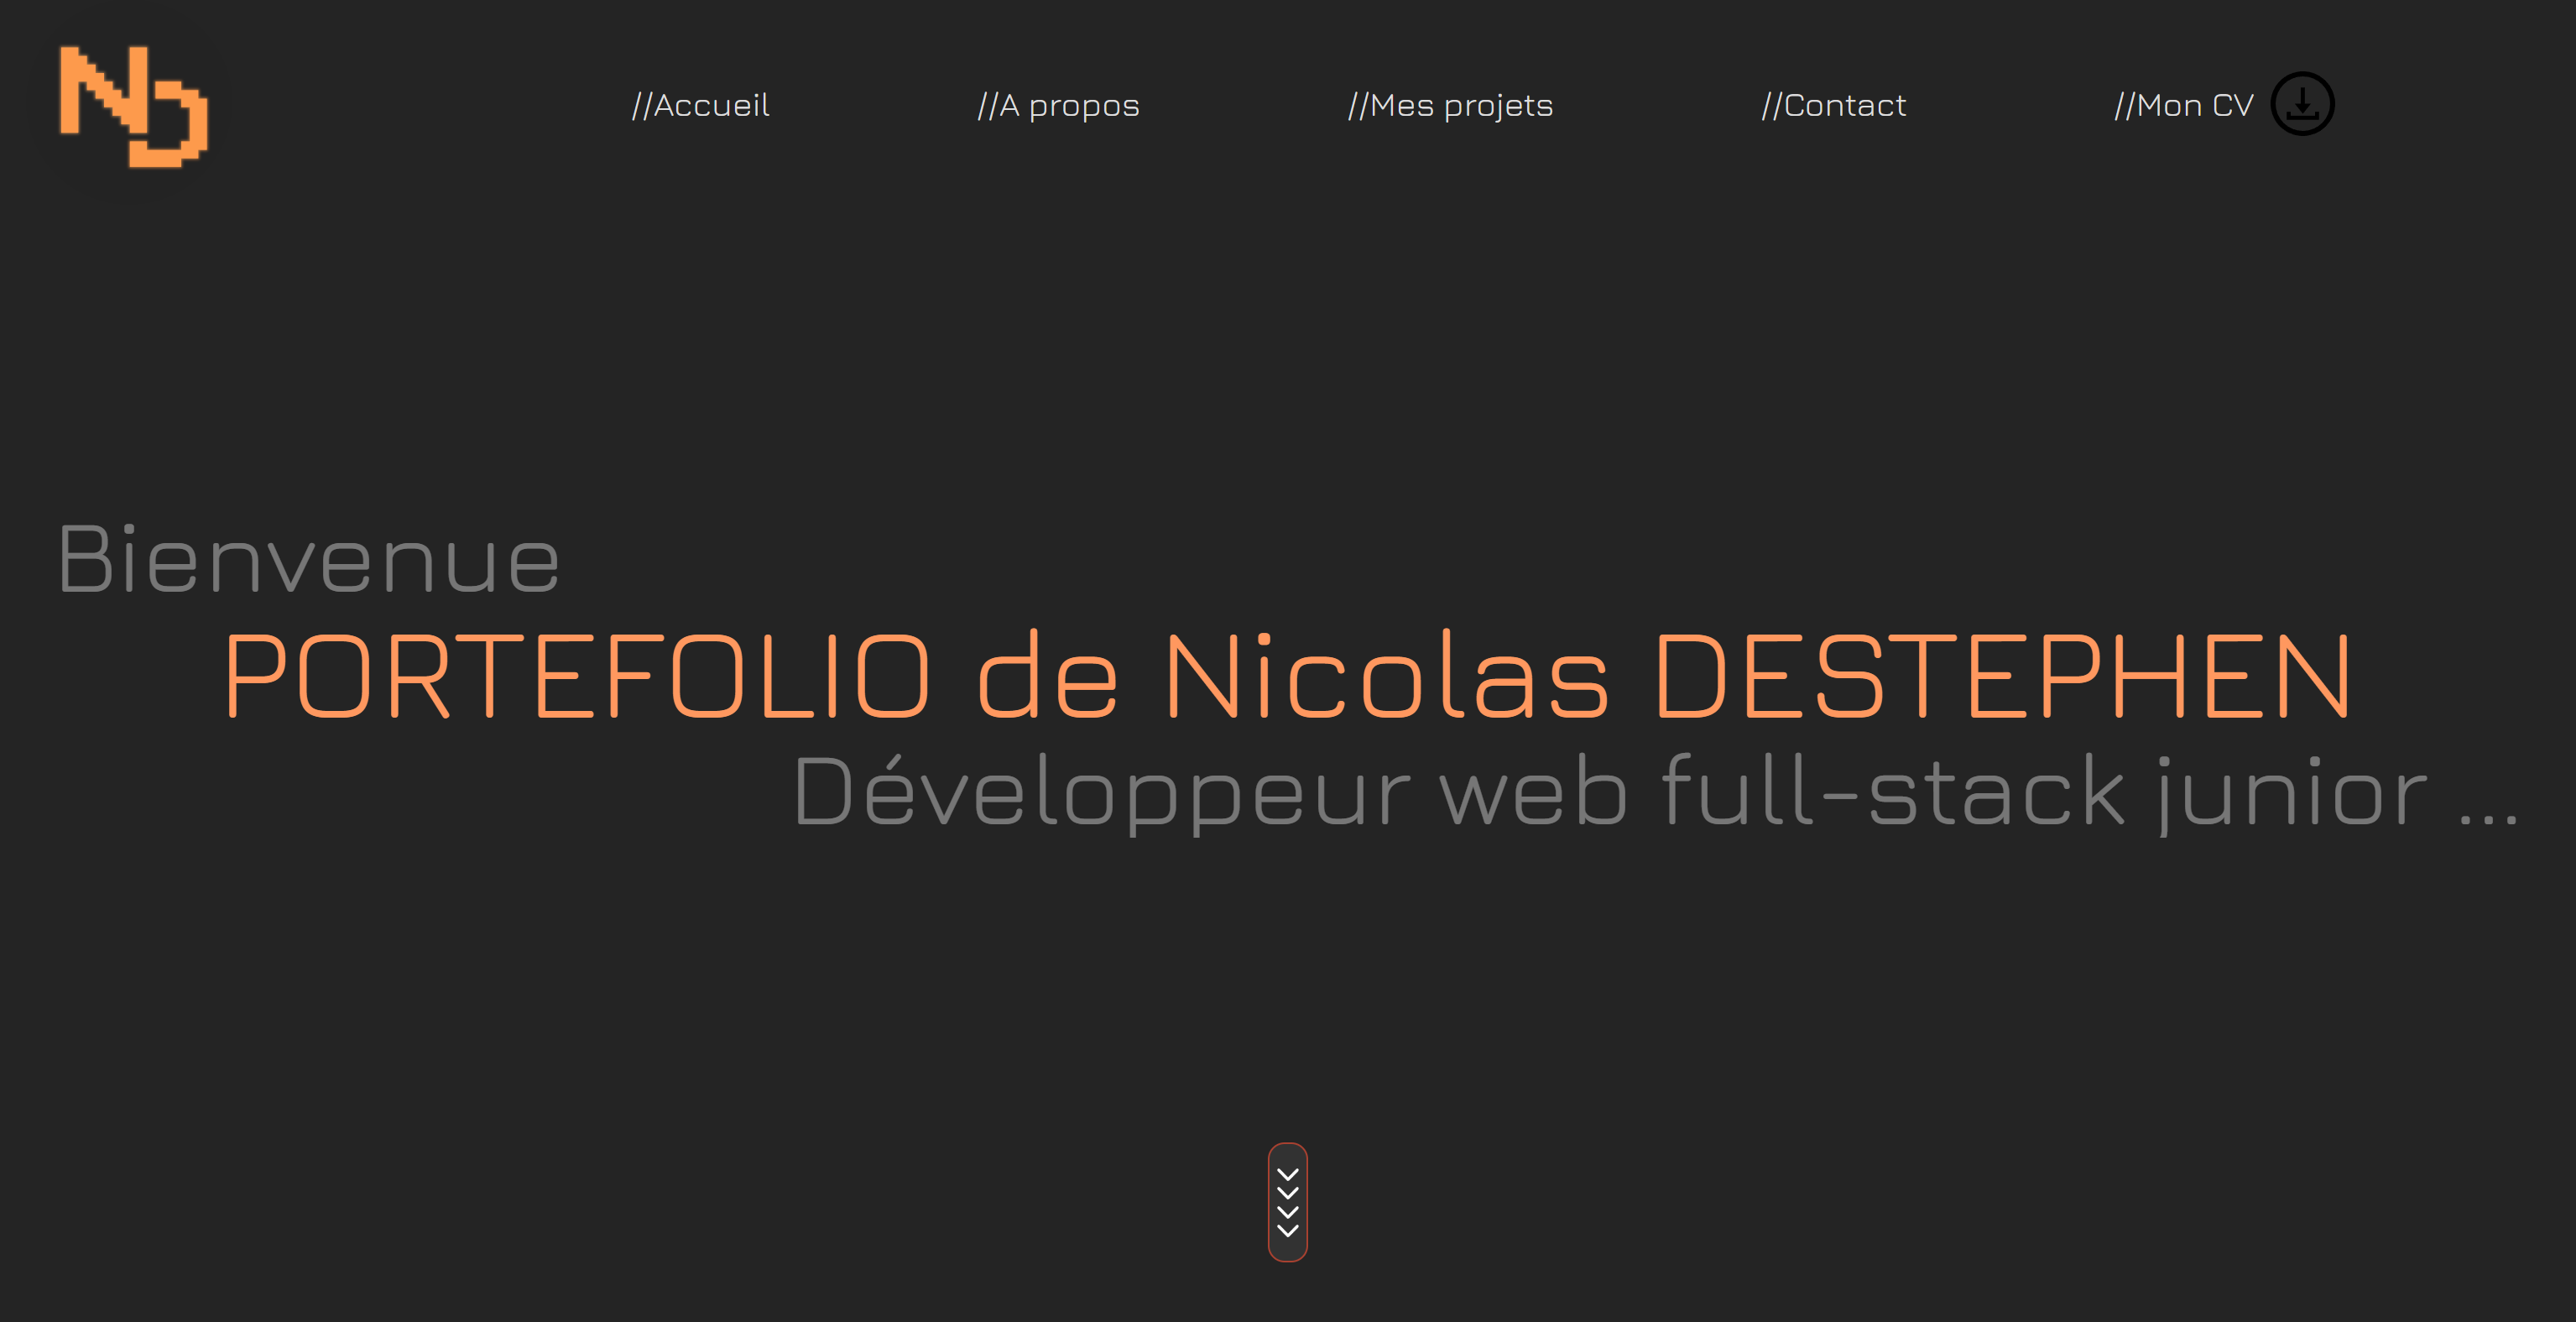 ND
//Accueil //A propos //Mes projets //Contact //Mon CV
Bienvenue
PORTEFOLIO de Nicolas DESTEPHEN
Développeur web full-stack junior ...